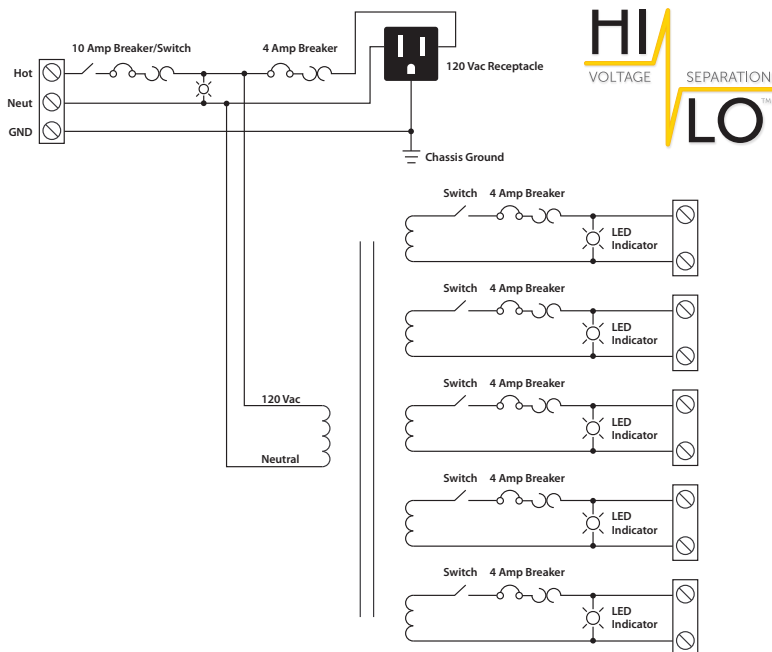 10 Amp Breaker/Switch
4 Amp Breaker
HI
VOLTAGE SEPARATION
LO™
Hot
120 Vac Receptacle
Neut
GND
Chassis Ground
Switch 4 Amp Breaker
LED
Indicator
Switch 4 Amp Breaker
LED
Indicator
Switch 4 Amp Breaker
LED
Indicator
120 Vac
Neutral
Switch 4 Amp Breaker
LED
Indicator
Switch 4 Amp Breaker
LED
Indicator